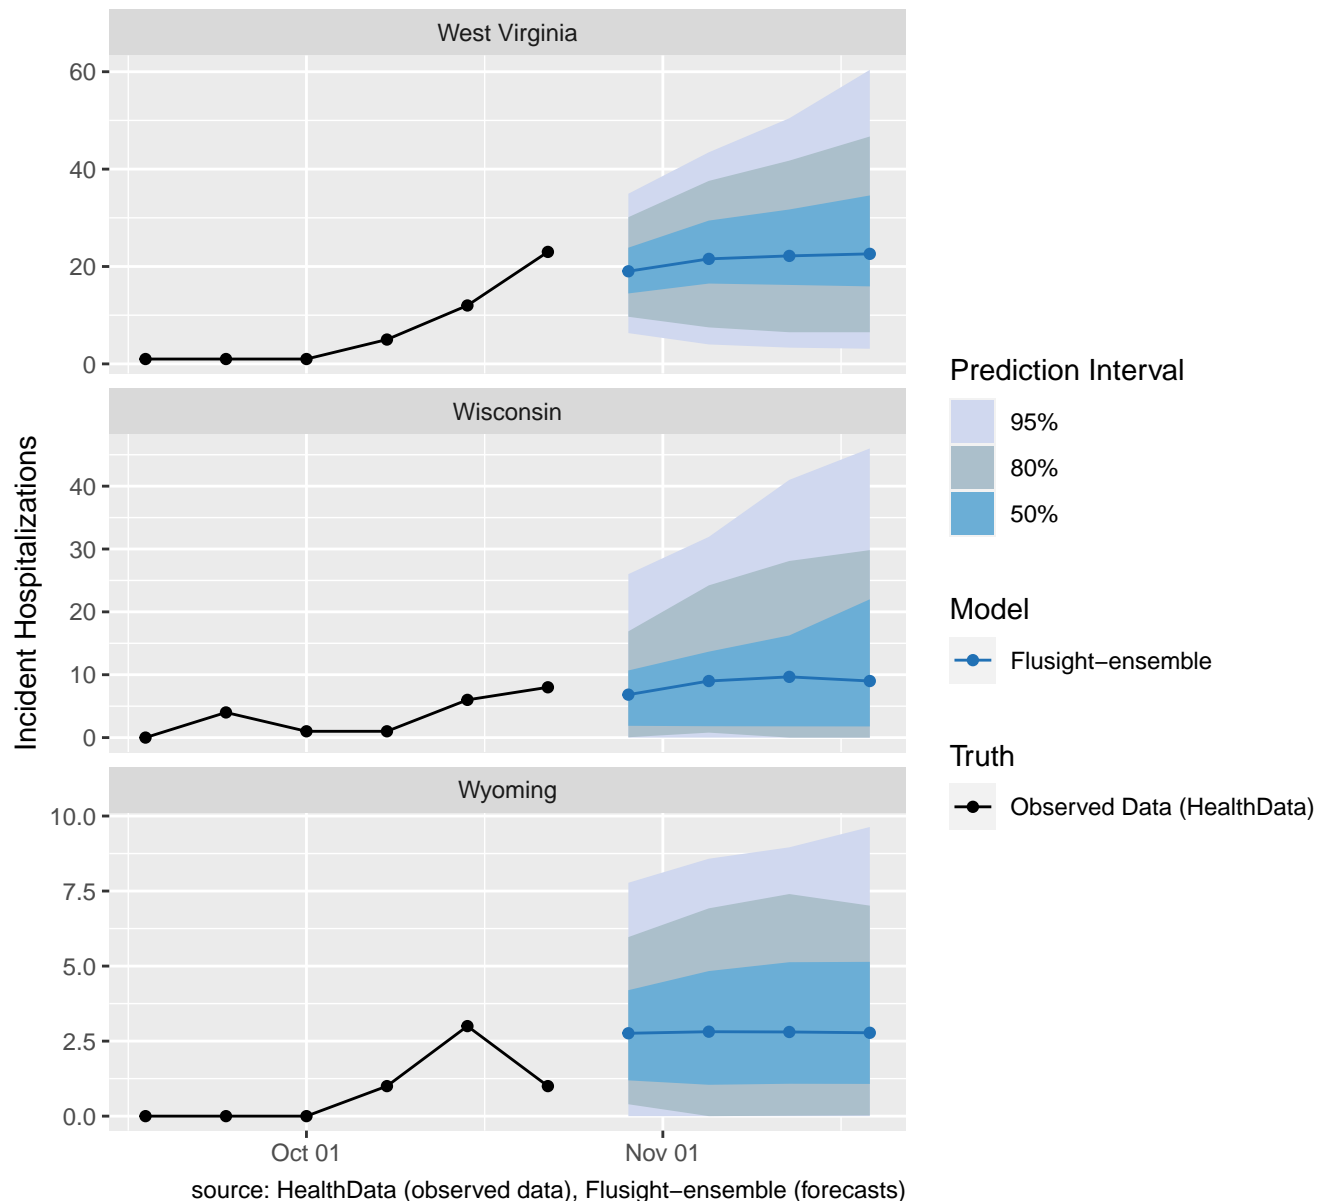 West Virginia
60
40
20
0
Wisconsin
40
30
20
10
0
Wyoming
10.0
7.5
5.0
2.5
0.0
Oct 01
Nov 01
Incident Hospitalizations
source: HealthData (observed data), Flusight−ensemble (forecasts)
Prediction Interval
95%
80%
50%
Model
Flusight−ensemble
Truth
Observed Data (HealthData)